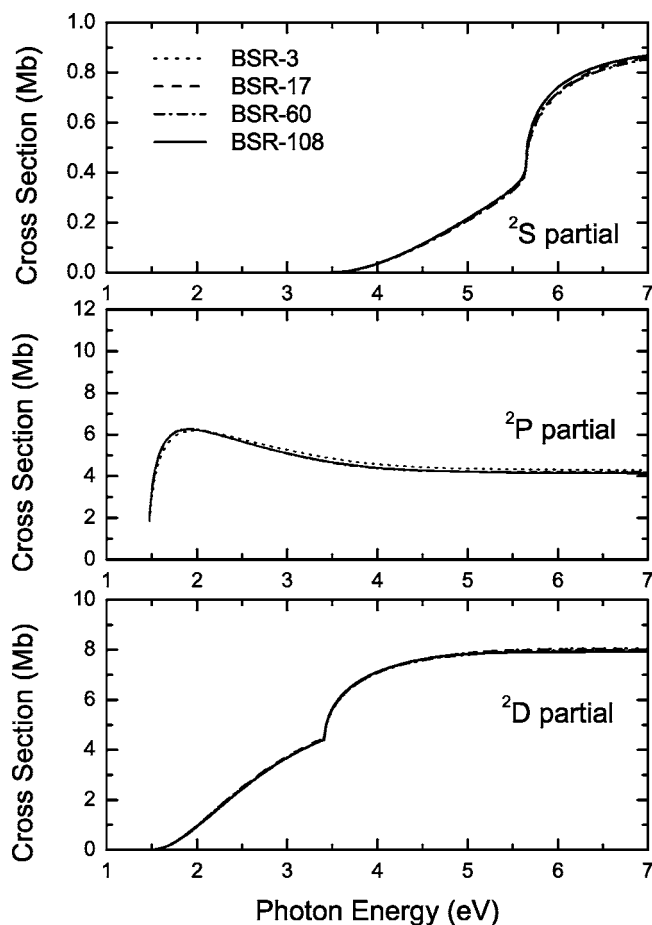 Cross Section (Mb)
1.0
0.8
0.6
0.4
0.2
0.0
BSR-3
BSR-17
BSR-60
BSR-108
²S partial
1 2 3 4 5 6 7
Cross Section (Mb)
12
10
8
6
4
2
0
²P partial
1 2 3 4 5 6 7
Cross Section (Mb)
10
8
6
4
2
0
²D partial
1 2 3 4 5 6 7
Photon Energy (eV)